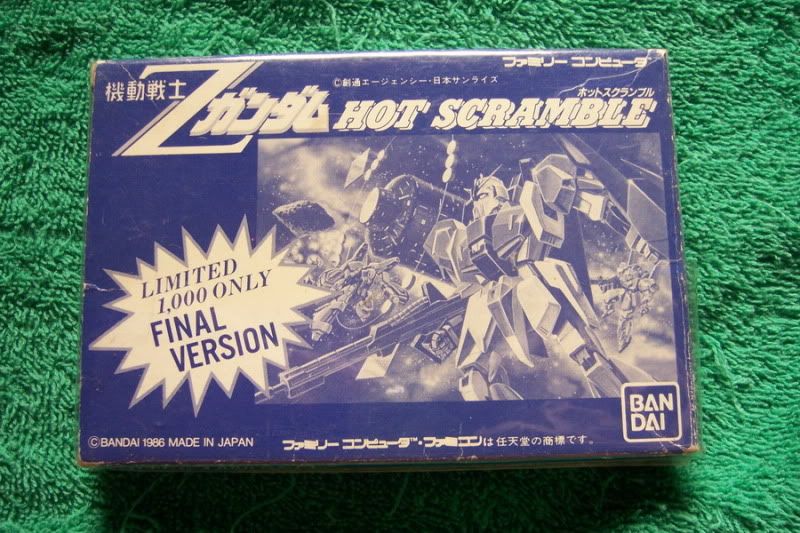 ファミリー コンピュータ
機動戦士
Zガンダム
©創通エージェンシー・日本サンライズ
ホットスクランブル
HOT SCRAMBLE
LIMITED
1,000 ONLY
FINAL
VERSION
BAN
DAI
©BANDAI 1986 MADE IN JAPAN
ファミリー コンピュータ™・ファミコンは任天堂の商標です。